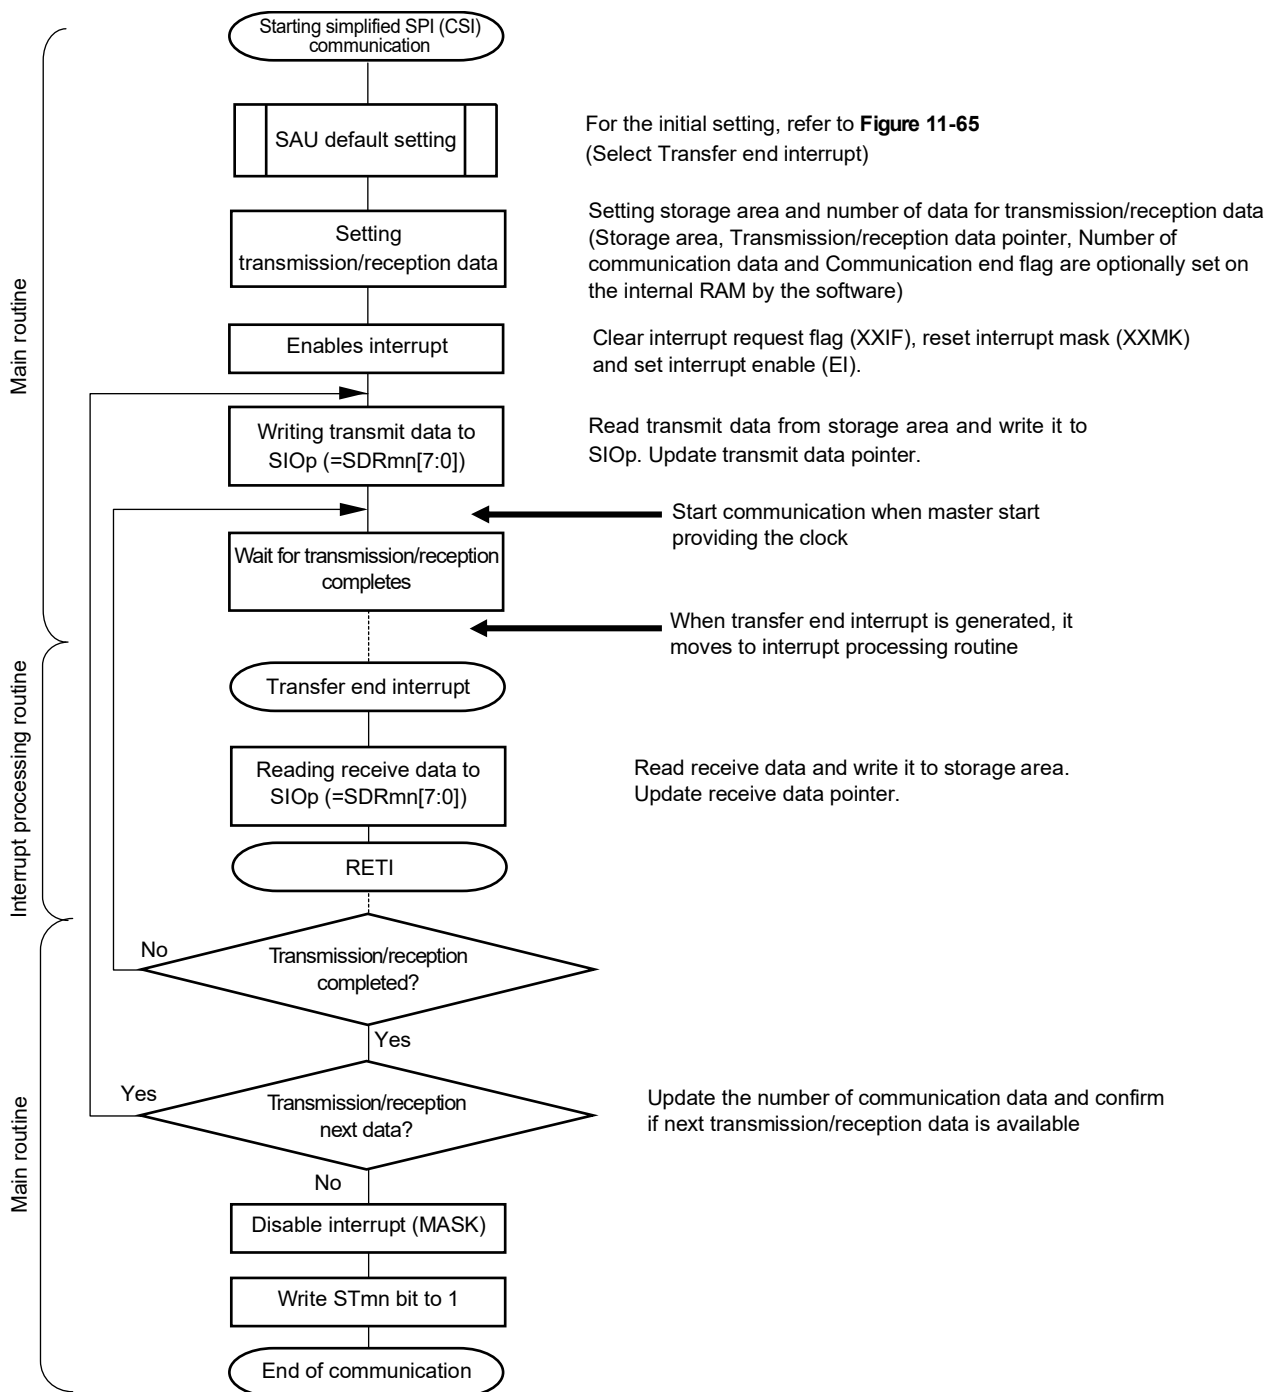 Starting simplified SPI (CSI)
communication
SAU default setting
For the initial setting, refer to Figure 11-65
(Select Transfer end interrupt)
Setting
transmission/reception data
Setting storage area and number of data for transmission/reception data
(Storage area, Transmission/reception data pointer, Number of
communication data and Communication end flag are optionally set on
the internal RAM by the software)
Main routine
Enables interrupt
Clear interrupt request flag (XXIF), reset interrupt mask (XXMK)
and set interrupt enable (EI).
Writing transmit data to
SIOp (=SDRmn[7:0])
Read transmit data from storage area and write it to
SIOp. Update transmit data pointer.
Start communication when master start
providing the clock
Wait for transmission/reception
completes
When transfer end interrupt is generated, it
moves to interrupt processing routine
Transfer end interrupt
Interrupt processing routine
Reading receive data to
SIOp (=SDRmn[7:0])
Read receive data and write it to storage area.
Update receive data pointer.
RETI
No
Transmission/reception
completed?
Yes
Yes
Transmission/reception
next data?
Update the number of communication data and confirm
if next transmission/reception data is available
No
Main routine
Disable interrupt (MASK)
Write STmn bit to 1
End of communication